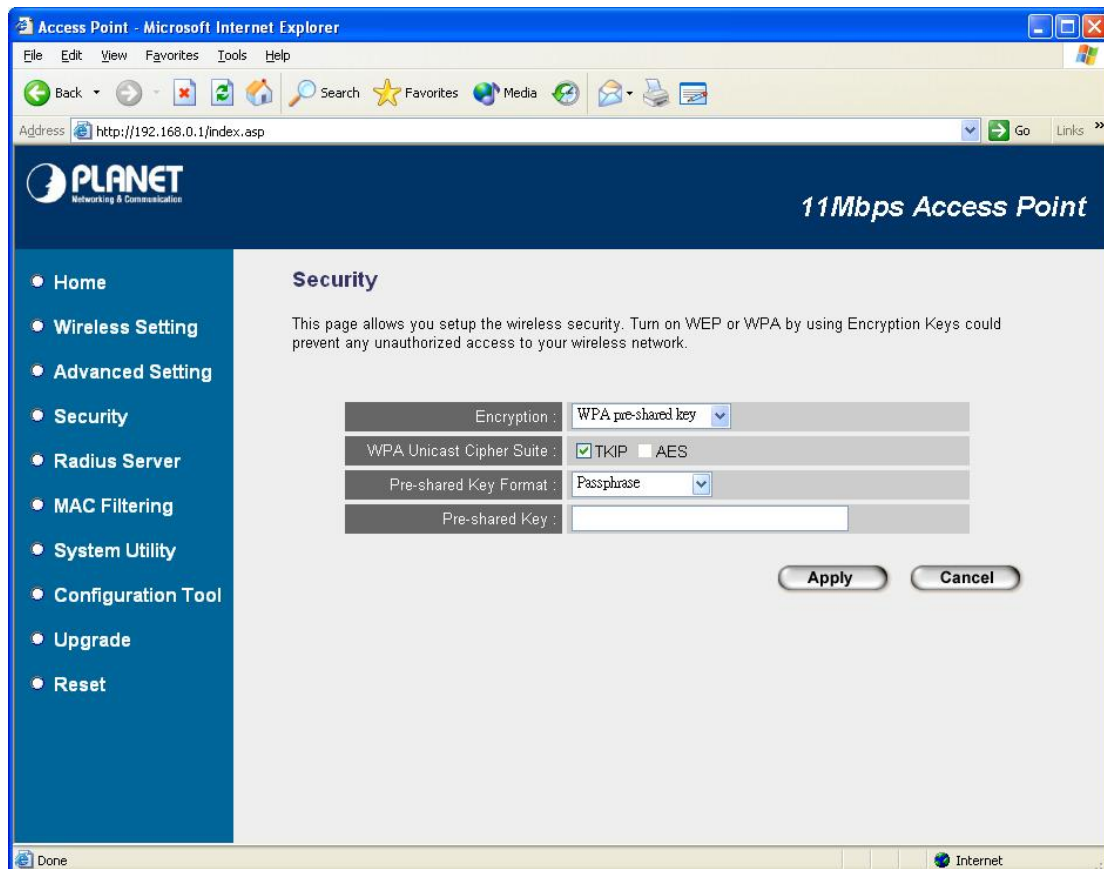 Access Point - Microsoft Internet Explorer
File Edit View Favorites Tools Help
Back Search Favorites Media
Address http://192.168.0.1/index.asp Go Links »
PLANET
Networking & Communication
11Mbps Access Point
Home
Wireless Setting
Advanced Setting
Security
Radius Server
MAC Filtering
System Utility
Configuration Tool
Upgrade
Reset
Security
This page allows you setup the wireless security. Turn on WEP or WPA by using Encryption Keys could
prevent any unauthorized access to your wireless network.
Encryption : WPA pre-shared key
WPA Unicast Cipher Suite : TKIP AES
Pre-shared Key Format : Passphrase
Pre-shared Key :
Apply Cancel
Done Internet